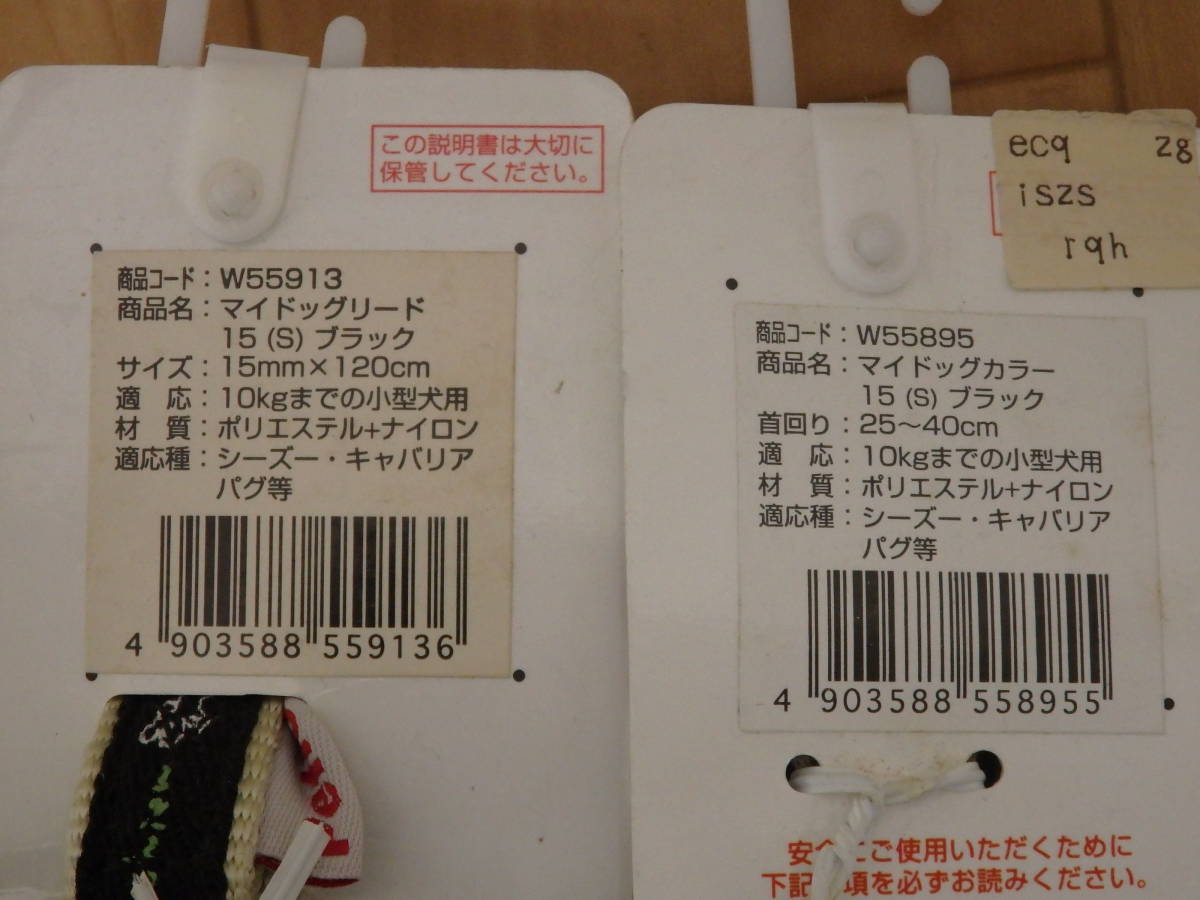 この説明書は大切に
保管してください。
商品コード：W55913
商品名：マイドッグリード
15 (S) ブラック
サイズ：15mm×120cm
適　応：10kgまでの小型犬用
材　質：ポリエステル+ナイロン
適応種：シーズー・キャバリア
パグ等
4 903588 559136
ecq zg
iszs
rqh
商品コード：W55895
商品名：マイドッグカラー
15 (S) ブラック
首回り：25～40cm
適　応：10kgまでの小型犬用
材　質：ポリエステル+ナイロン
適応種：シーズー・キャバリア
パグ等
4 903588 558955
安 にご使用いただくために
下記 項を必ずお読みください。